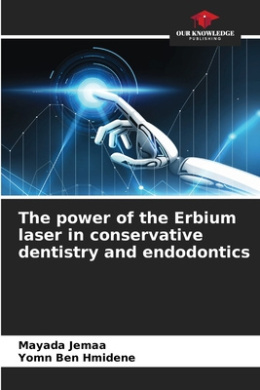 OUR KNOWLEDGE
PUBLISHING
The power of the Erbium
laser in conservative
dentistry and endodontics
Mayada Jemaa
Yomn Ben Hmidene